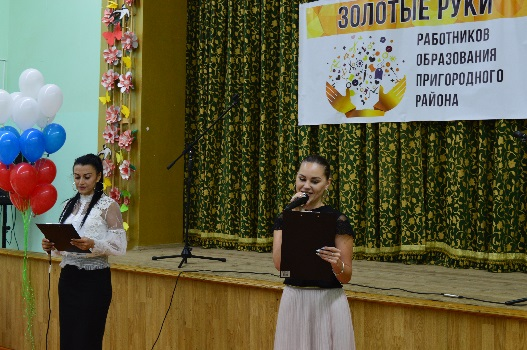 ЗОЛОТЫЕ РУКИ
РАБОТНИКОВ
ОБРАЗОВАНИЯ
ПРИГОРОДНОГО
РАЙОНА